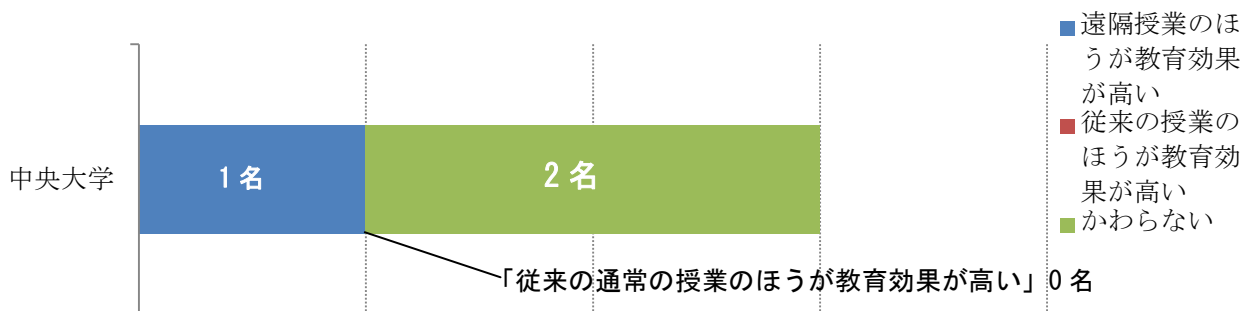 中央大学
1名
2名
「従来の通常の授業のほうが教育効果が高い」0名
遠隔授業のほ
うが教育効果
が高い
従来の授業の
ほうが教育効
果が高い
かわらない